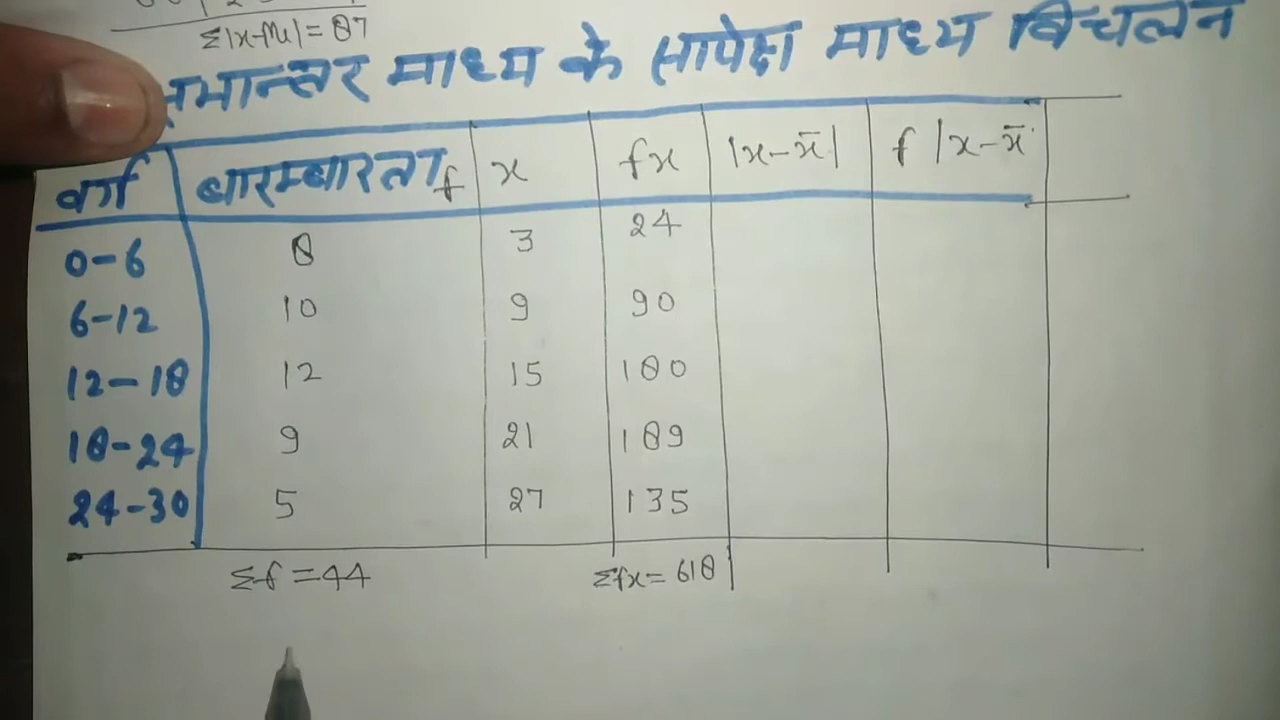 Σ|x-M| = 87
समान्तर माध्य के सापेक्ष माध्य विचलन
वर्ग बारम्बारता f x fx |x-x̄| f |x-x̄
0-6 8 3 24
6-12 10 9 90
12-18 12 15 180
18-24 9 21 189
24-30 5 27 135
Σf = 44 Σfx = 618